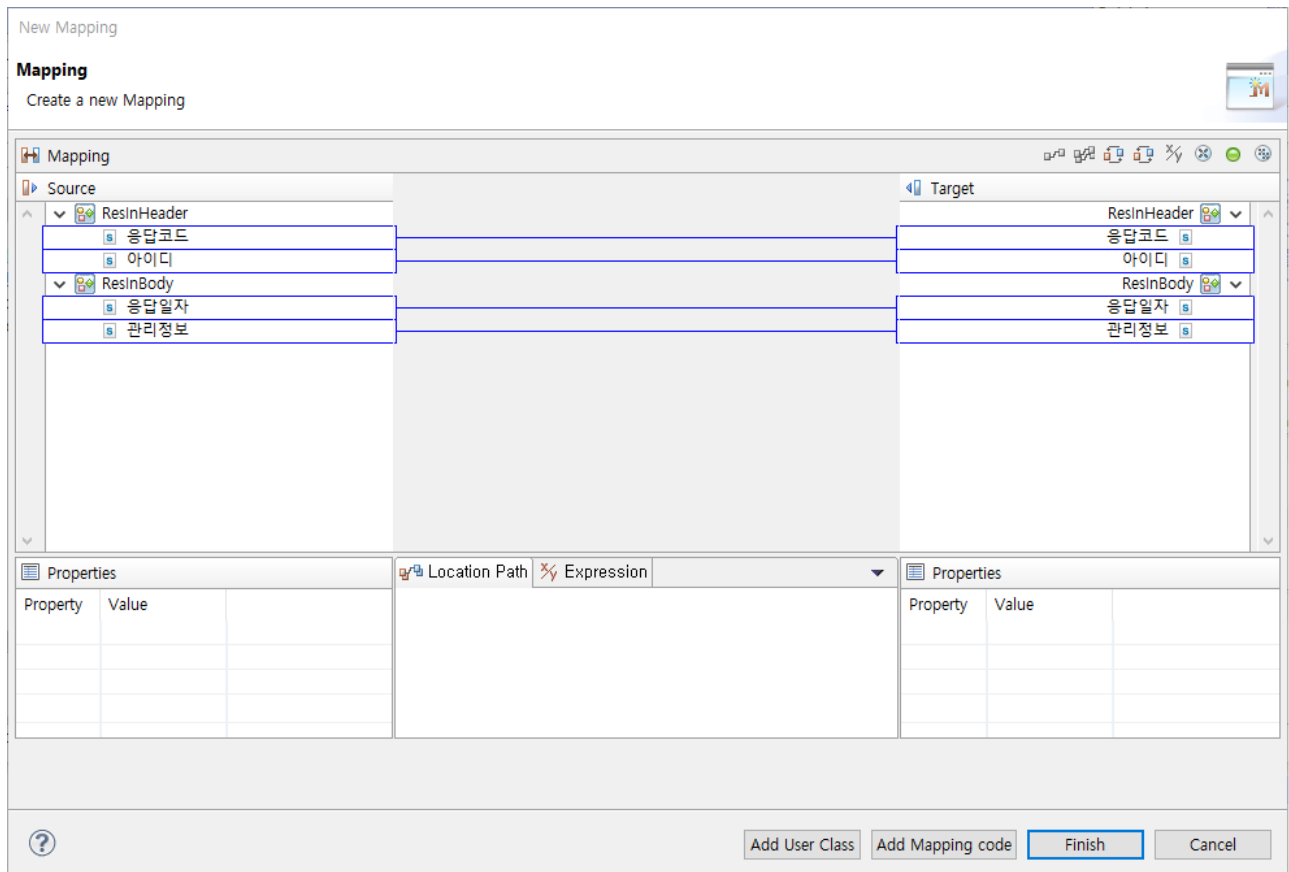 New Mapping
Mapping
Create a new Mapping
Mapping
Source
Target
ResInHeader
ResInHeader
응답코드
응답코드
아이디
아이디
ResInBody
ResInBody
응답일자
응답일자
관리정보
관리정보
Properties
Location Path
Expression
Properties
Property Value
Property Value
Add User Class
Add Mapping code
Finish
Cancel